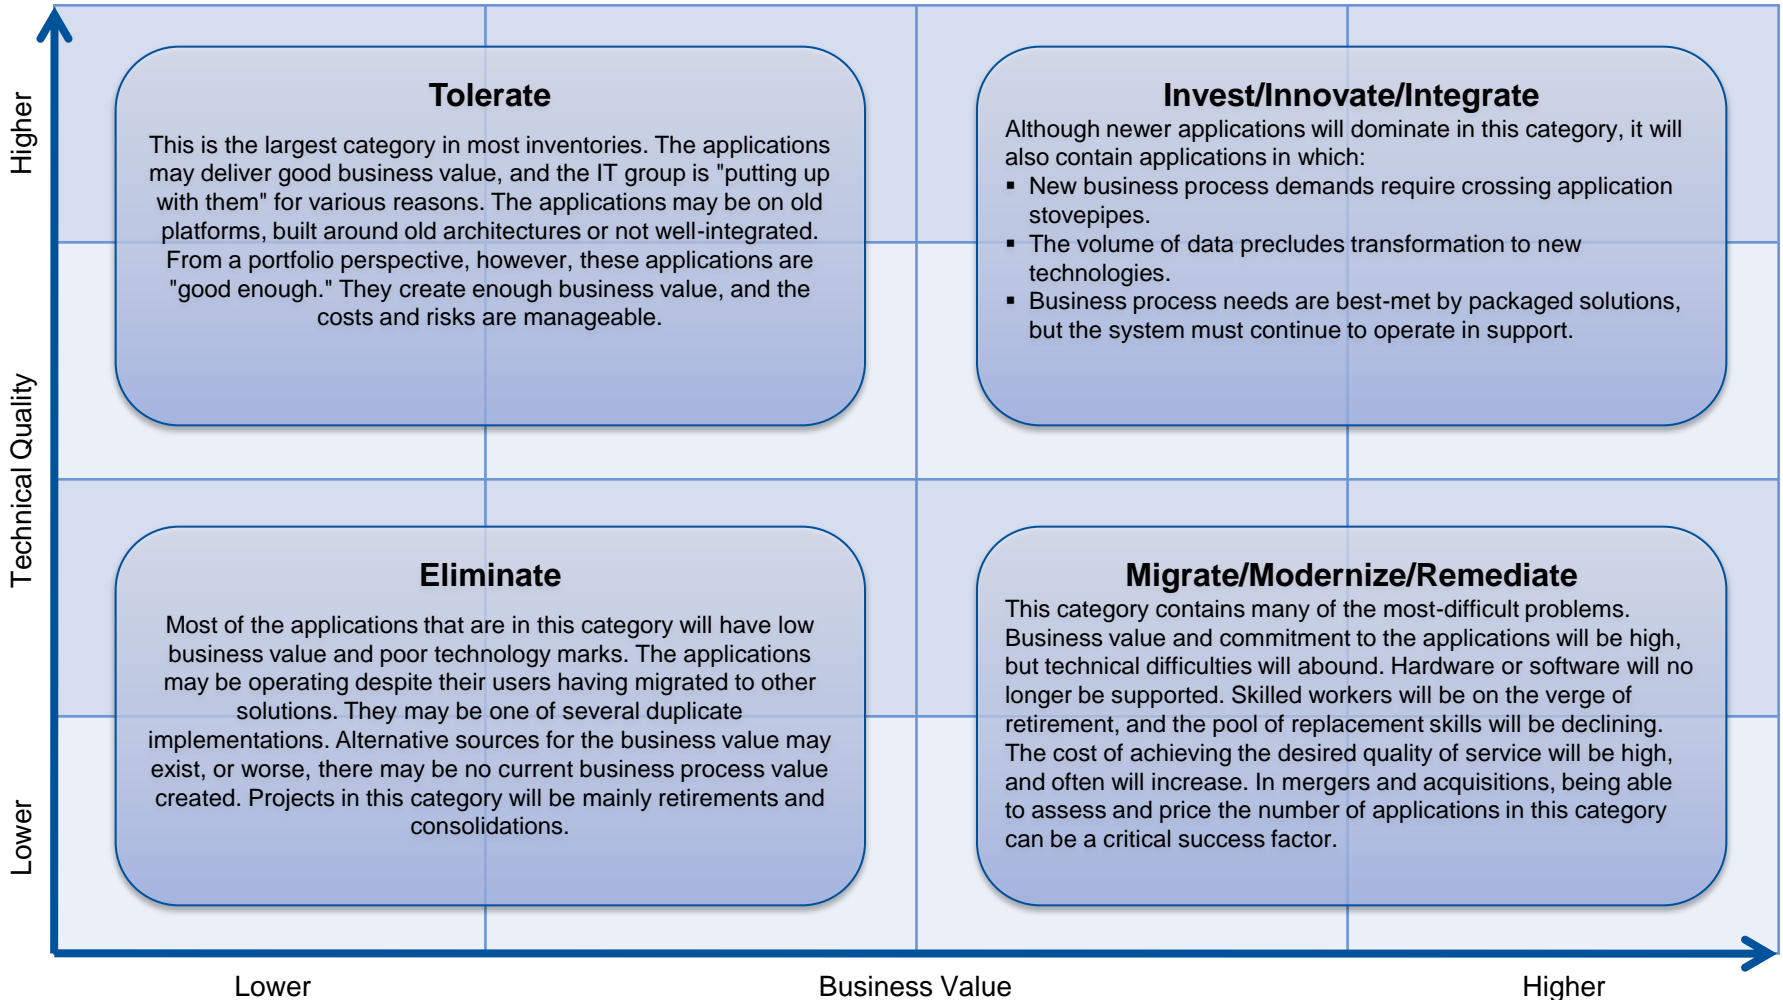 Higher
Technical Quality
Lower
Tolerate
This is the largest category in most inventories. The applications
may deliver good business value, and the IT group is "putting up
with them" for various reasons. The applications may be on old
platforms, built around old architectures or not well-integrated.
From a portfolio perspective, however, these applications are
"good enough." They create enough business value, and the
costs and risks are manageable.
Invest/Innovate/Integrate
Although newer applications will dominate in this category, it will
also contain applications in which:
▪ New business process demands require crossing application
stovepipes.
▪ The volume of data precludes transformation to new
technologies.
▪ Business process needs are best-met by packaged solutions,
but the system must continue to operate in support.
Eliminate
Most of the applications that are in this category will have low
business value and poor technology marks. The applications
may be operating despite their users having migrated to other
solutions. They may be one of several duplicate
implementations. Alternative sources for the business value may
exist, or worse, there may be no current business process value
created. Projects in this category will be mainly retirements and
consolidations.
Migrate/Modernize/Remediate
This category contains many of the most-difficult problems.
Business value and commitment to the applications will be high,
but technical difficulties will abound. Hardware or software will no
longer be supported. Skilled workers will be on the verge of
retirement, and the pool of replacement skills will be declining.
The cost of achieving the desired quality of service will be high,
and often will increase. In mergers and acquisitions, being able
to assess and price the number of applications in this category
can be a critical success factor.
Lower
Business Value
Higher